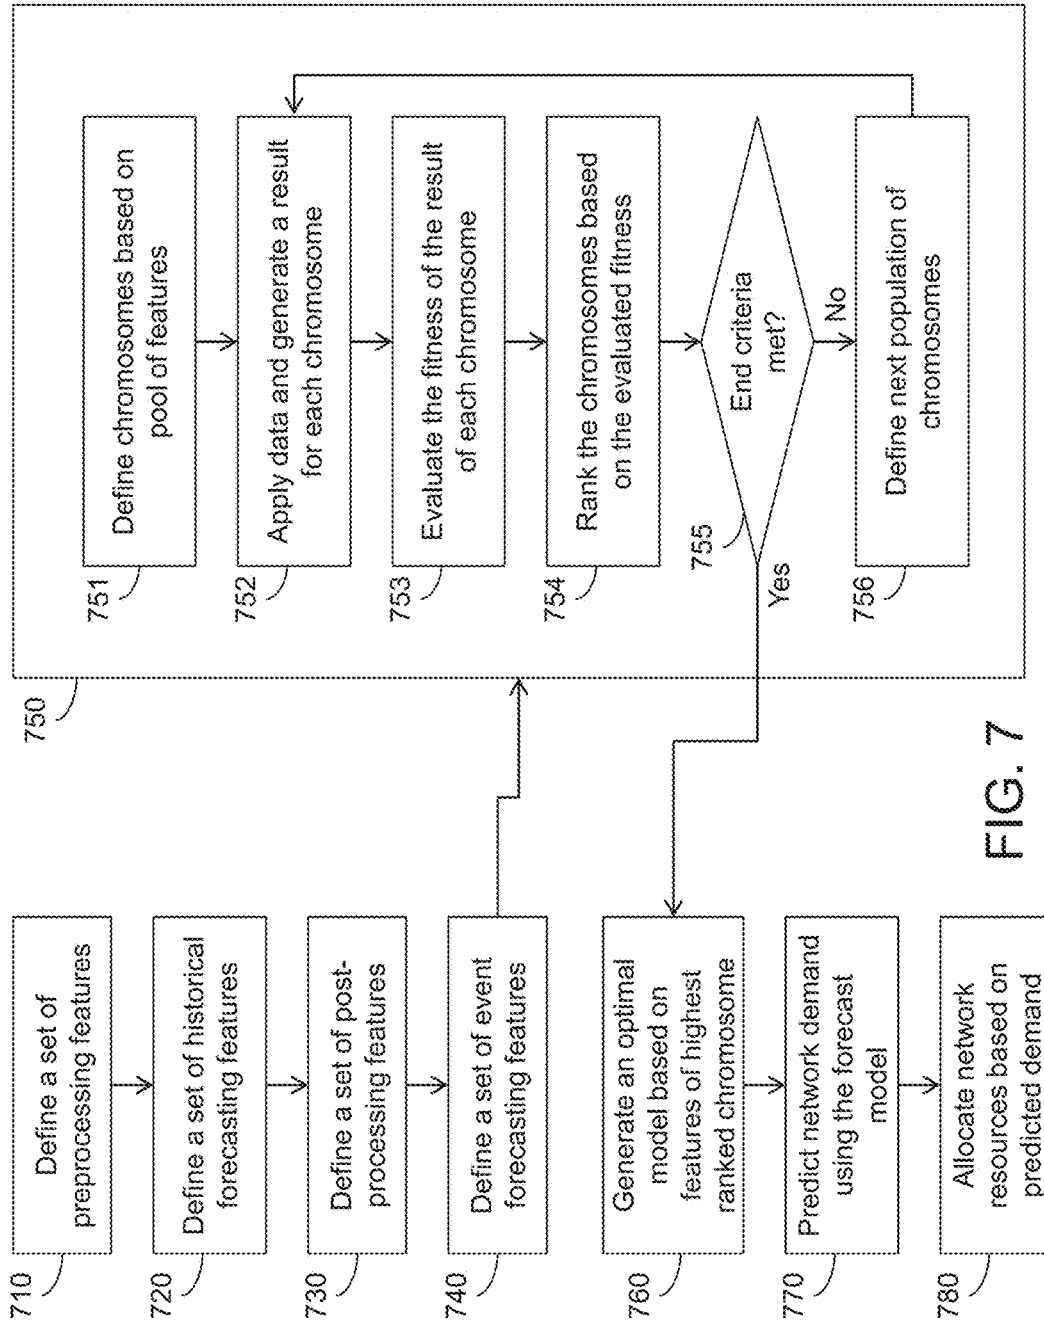 710
Define a set of
preprocessing features
720
Define a set of historical
forecasting features
730
Define a set of post-
processing features
740
Define a set of event
forecasting features
750
751
Define chromosomes based on
pool of features
752
Apply data and generate a result
for each chromosome
753
Evaluate the fitness of the result
of each chromosome
754
Rank the chromosomes based
on the evaluated fitness
755
End criteria
met?
Yes
No
756
Define next population of
chromosomes
760
Generate an optimal
model based on
features of highest
ranked chromosome
770
Predict network demand
using the forecast
model
780
Allocate network
resources based on
predicted demand
FIG. 7